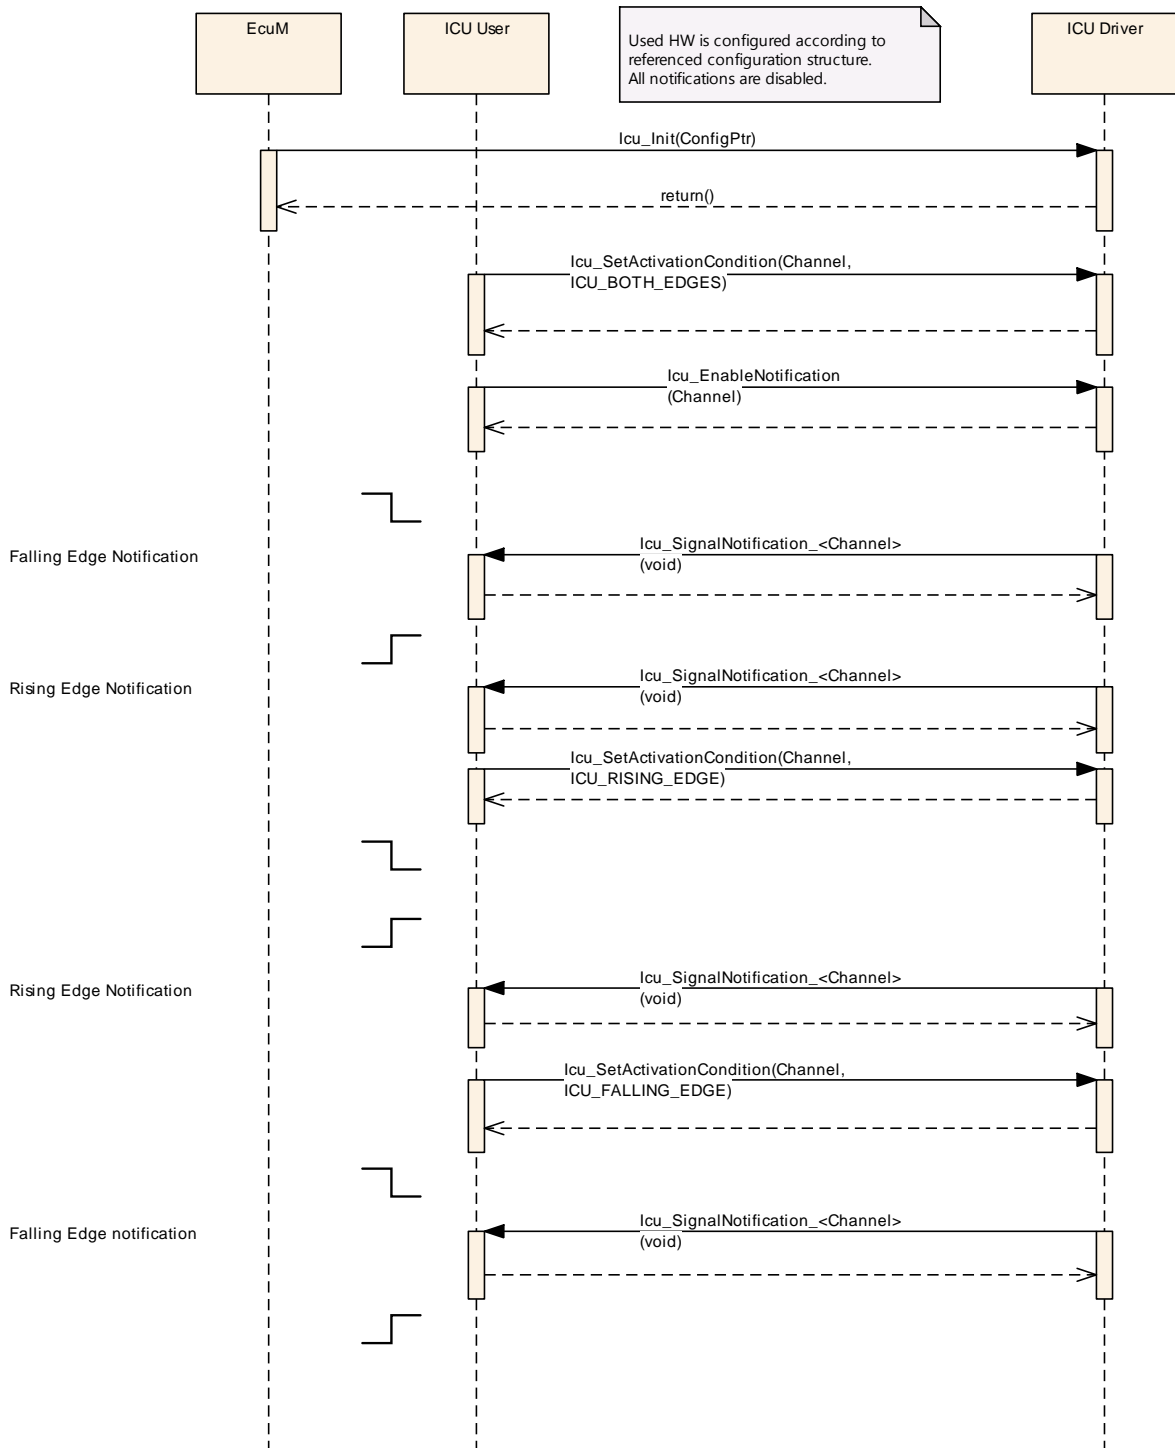 EcuM
ICU User
Used HW is configured according to
referenced configuration structure.
All notifications are disabled.
ICU Driver
Icu_Init(ConfigPtr)
return()
Icu_SetActivationCondition(Channel,
ICU_BOTH_EDGES)
Icu_EnableNotification
(Channel)
Falling Edge Notification
Icu_SignalNotification_<Channel>
(void)
Rising Edge Notification
Icu_SignalNotification_<Channel>
(void)
Icu_SetActivationCondition(Channel,
ICU_RISING_EDGE)
Rising Edge Notification
Icu_SignalNotification_<Channel>
(void)
Icu_SetActivationCondition(Channel,
ICU_FALLING_EDGE)
Falling Edge notification
Icu_SignalNotification_<Channel>
(void)